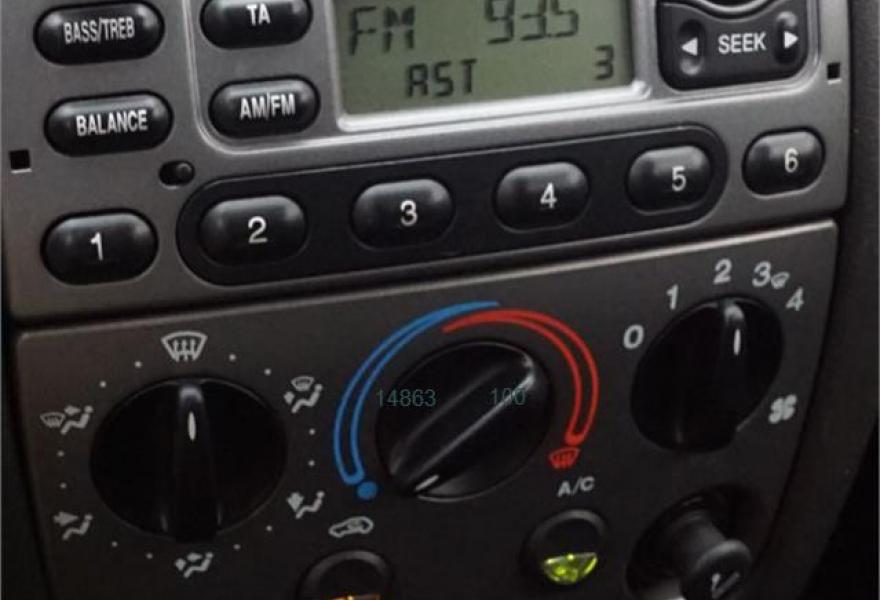 BASS/TREB
TA
FM 93.5
SEEK
AST 3
BALANCE
AM/FM
1 2 3 4 5 6
0 1 2 3 4
14863 100
A/C